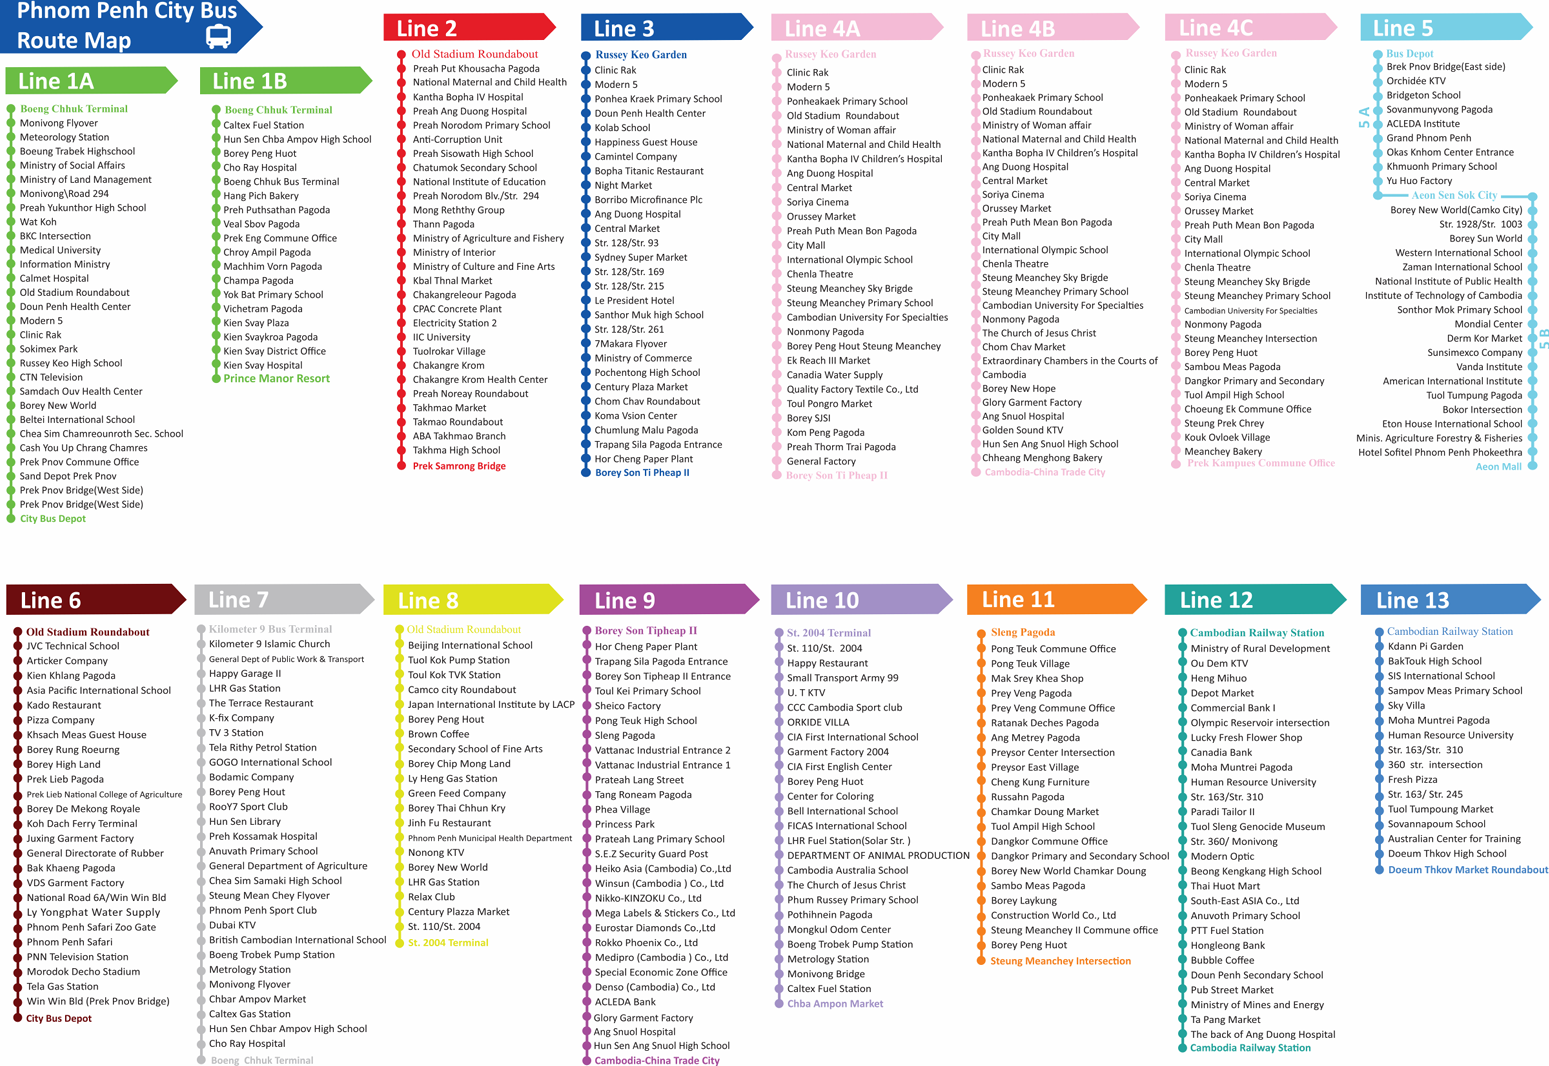 Phnom Penh City Bus
Route Map
Line 1A
Boeng Chhuk Terminal
Monivong Flyover
Meteorology Station
Boeung Trabek Highschool
Ministry of Social Affairs
Ministry of Land Management
Monivong\Road 294
Preah Yukunthor High School
Wat Koh
BKC Intersection
Medical University
Information Ministry
Calmet Hospital
Old Stadium Roundabout
Doun Penh Health Center
Modern 5
Clinic Rak
Sokimex Park
Russey Keo High School
CTN Television
Samdach Ouv Health Center
Borey New World
Beltei International School
Chea Sim Chamreounroth Sec. School
Cash You Up Chrang Chamres
Prek Pnov Commune Office
Sand Depot Prek Pnov
Prek Pnov Bridge(West Side)
Prek Pnov Bridge(West Side)
City Bus Depot
Line 1B
Boeng Chhuk Terminal
Caltex Fuel Station
Hun Sen Chba Ampov High School
Borey Peng Huot
Cho Ray Hospital
Boeng Chhuk Bus Terminal
Hang Pich Bakery
Preh Puthsathan Pagoda
Veal Sbov Pagoda
Prek Eng Commune Office
Chroy Ampil Pagoda
Machhim Vorn Pagoda
Champa Pagoda
Yok Bat Primary School
Vichetram Pagoda
Kien Svay Plaza
Kien Svaykroa Pagoda
Kien Svay District Office
Kien Svay Hospital
Prince Manor Resort
Line 2
Old Stadium Roundabout
Preah Put Khousacha Pagoda
National Maternal and Child Health
Kantha Bopha IV Hospital
Preah Ang Duong Hospital
Preah Norodom Primary School
Anti-Corruption Unit
Preah Sisowath High School
Chatumok Secondary School
National Institute of Education
Preah Norodom Blv./Str. 294
Mong Reththy Group
Thann Pagoda
Ministry of Agriculture and Fishery
Ministry of Interior
Ministry of Culture and Fine Arts
Kbal Thnal Market
Chakangreleour Pagoda
CPAC Concrete Plant
Electricity Station 2
IIC University
Tuolrokar Village
Chakangre Krom
Chakangre Krom Health Center
Preah Noreay Roundabout
Takhmao Market
Takmao Roundabout
ABA Takhmao Branch
Takhma High School
Prek Samrong Bridge
Line 3
Russey Keo Garden
Clinic Rak
Modern 5
Ponhea Kraek Primary School
Doun Penh Health Center
Kolab School
Happiness Guest House
Camintel Company
Bopha Titanic Restaurant
Night Market
Borribo Microfinance Plc
Ang Duong Hospital
Central Market
Str. 128/Str. 93
Sydney Super Market
Str. 128/Str. 169
Str. 128/Str. 215
Le President Hotel
Santhor Muk high School
Str. 128/Str. 261
7Makara Flyover
Ministry of Commerce
Pochentong High School
Century Plaza Market
Chom Chav Roundabout
Koma Vsion Center
Chumlung Malu Pagoda
Trapang Sila Pagoda Entrance
Hor Cheng Paper Plant
Borey Son Ti Pheap II
Line 4A
Russey Keo Garden
Clinic Rak
Modern 5
Ponheakaek Primary School
Old Stadium Roundabout
Ministry of Woman affair
National Maternal and Child Health
Kantha Bopha IV Children's Hospital
Ang Duong Hospital
Central Market
Soriya Cinema
Orussey Market
Preah Puth Mean Bon Pagoda
City Mall
International Olympic School
Chenla Theatre
Steung Meanchey Sky Brigde
Steung Meanchey Primary School
Cambodian University For Specialties
Nonmony Pagoda
Borey Peng Hout Steung Meanchey
Ek Reach III Market
Canadia Water Supply
Quality Factory Textile Co., Ltd
Toul Pongro Market
Borey SJSI
Kom Peng Pagoda
Preah Thorm Trai Pagoda
General Factory
Borey Son Ti Pheap II
Line 4B
Russey Keo Garden
Clinic Rak
Modern 5
Ponheakaek Primary School
Old Stadium Roundabout
Ministry of Woman affair
National Maternal and Child Health
Kantha Bopha IV Children's Hospital
Ang Duong Hospital
Central Market
Soriya Cinema
Orussey Market
Preah Puth Mean Bon Pagoda
City Mall
International Olympic School
Chenla Theatre
Steung Meanchey Sky Brigde
Steung Meanchey Primary School
Cambodian University For Specialties
Nonmony Pagoda
The Church of Jesus Christ
Chom Chav Market
Extraordinary Chambers in the Courts of
Cambodia
Borey New Hope
Glory Garment Factory
Ang Snuol Hospital
Golden Sound KTV
Hun Sen Ang Snuol High School
Chheang Menghong Bakery
Cambodia-China Trade City
Line 4C
Russey Keo Garden
Clinic Rak
Modern 5
Ponheakaek Primary School
Old Stadium Roundabout
Ministry of Woman affair
National Maternal and Child Health
Kantha Bopha IV Children's Hospital
Ang Duong Hospital
Central Market
Soriya Cinema
Orussey Market
Preah Puth Mean Bon Pagoda
City Mall
International Olympic School
Chenla Theatre
Steung Meanchey Sky Brigde
Steung Meanchey Primary School
Cambodian University For Specialties
Nonmony Pagoda
Steung Meanchey Intersection
Borey Peng Huot
Sambou Meas Pagoda
Dangkor Primary and Secondary
Tuol Ampil High School
Choeung Ek Commune Office
Steung Prek Chrey
Kouk Ovloek Village
Meanchey Bakery
Prek Kampues Commune Office
Line 5
Bus Depot
Brek Pnov Bridge(East side)
Orchidée KTV
Bridgeton School
Sovanmunyvong Pagoda
ACLEDA Institute
Grand Phnom Penh
Okas Knhom Center Entrance
Khmuonh Primary School
Yu Huo Factory
5 A
Aeon Sen Sok City
Borey New World(Camko City)
Str. 1928/Str. 1003
Borey Sun World
Western International School
Zaman International School
National Institute of Public Health
Institute of Technology of Cambodia
Sonthor Mok Primary School
Mondial Center
Derm Kor Market
Sunsimexco Company
Vanda Institute
American International Institute
Tuol Tumpung Pagoda
Bokor Intersection
Eton House International School
Minis. Agriculture Forestry & Fisheries
Hotel Sofitel Phnom Penh Phokeethra
Aeon Mall
5 B
Line 6
Old Stadium Roundabout
JVC Technical School
Articker Company
Kien Khlang Pagoda
Asia Pacific International School
Kado Restaurant
Pizza Company
Khsach Meas Guest House
Borey Rung Roeurng
Borey High Land
Prek Lieb Pagoda
Prek Lieb National College of Agriculture
Borey De Mekong Royale
Koh Dach Ferry Terminal
Juxing Garment Factory
General Directorate of Rubber
Bak Khaeng Pagoda
VDS Garment Factory
National Road 6A/Win Win Bld
Ly Yongphat Water Supply
Phnom Penh Safari Zoo Gate
Phnom Penh Safari
PNN Television Station
Morodok Decho Stadium
Tela Gas Station
Win Win Bld (Prek Pnov Bridge)
City Bus Depot
Line 7
Kilometer 9 Bus Terminal
Kilometer 9 Islamic Church
General Dept of Public Work & Transport
Happy Garage II
LHR Gas Station
The Terrace Restaurant
K-fix Company
TV 3 Station
Tela Rithy Petrol Station
GOGO International School
Bodamic Company
Borey Peng Hout
RooY7 Sport Club
Hun Sen Library
Preh Kossamak Hospital
Anuvath Primary School
General Department of Agriculture
Chea Sim Samaki High School
Steung Mean Chey Flyover
Phnom Penh Sport Club
Dubai KTV
British Cambodian International School
Boeng Trobek Pump Station
Metrology Station
Monivong Flyover
Chbar Ampov Market
Caltex Gas Station
Hun Sen Chbar Ampov High School
Cho Ray Hospital
Boeng Chhuk Terminal
Line 8
Old Stadium Roundabout
Beijing International School
Tuol Kok Pump Station
Toul Kok TVK Station
Camco city Roundabout
Japan International Institute by LACP
Borey Peng Hout
Brown Coffee
Secondary School of Fine Arts
Borey Chip Mong Land
Ly Heng Gas Station
Green Feed Company
Borey Thai Chhun Kry
Jinh Fu Restaurant
Phnom Penh Municipal Health Department
Nonong KTV
Borey New World
LHR Gas Station
Relax Club
Century Plazza Market
St. 110/St. 2004
St. 2004 Terminal
Line 9
Borey Son Tipheap II
Hor Cheng Paper Plant
Trapang Sila Pagoda Entrance
Borey Son Tipheap II Entrance
Toul Kei Primary School
Sheico Factory
Pong Teuk High School
Sleng Pagoda
Vattanac Industrial Entrance 2
Vattanac Industrial Entrance 1
Prateah Lang Street
Tang Roneam Pagoda
Phea Village
Princess Park
Prateah Lang Primary School
S.E.Z Security Guard Post
Heiko Asia (Cambodia) Co.,Ltd
Winsun (Cambodia ) Co., Ltd
Nikko-KINZOKU Co., Ltd
Mega Labels & Stickers Co., Ltd
Eurostar Diamonds Co.,Ltd
Rokko Phoenix Co., Ltd
Medipro (Cambodia ) Co., Ltd
Special Economic Zone Office
Denso (Cambodia) Co., Ltd
ACLEDA Bank
Glory Garment Factory
Ang Snuol Hospital
Hun Sen Ang Snuol High School
Cambodia-China Trade City
Line 10
St. 2004 Terminal
St. 110/St. 2004
Happy Restaurant
Small Transport Army 99
U. T KTV
CCC Cambodia Sport club
ORKIDE VILLA
CIA First International School
Garment Factory 2004
CIA First English Center
Borey Peng Huot
Center for Coloring
Bell International School
FICAS International School
LHR Fuel Station(Solar Str. )
DEPARTMENT OF ANIMAL PRODUCTION
Cambodia Australia School
The Church of Jesus Christ
Phum Russey Primary School
Pothihnein Pagoda
Mongkul Odom Center
Boeng Trobek Pump Station
Metrology Station
Monivong Bridge
Caltex Fuel Station
Chba Ampon Market
Line 11
Sleng Pagoda
Pong Teuk Commune Office
Pong Teuk Village
Mak Srey Khea Shop
Prey Veng Pagoda
Prey Veng Commune Office
Ratanak Deches Pagoda
Ang Metrey Pagoda
Preysor Center Intersection
Preysor East Village
Cheng Kung Furniture
Russahn Pagoda
Chamkar Doung Market
Tuol Ampil High School
Dangkor Commune Office
Dangkor Primary and Secondary School
Borey New World Chamkar Doung
Sambo Meas Pagoda
Borey Laykung
Construction World Co., Ltd
Steung Meanchey II Commune office
Borey Peng Huot
Steung Meanchey Intersection
Line 12
Cambodian Railway Station
Ministry of Rural Development
Ou Dem KTV
Heng Mihuo
Depot Market
Commercial Bank I
Olympic Reservoir intersection
Lucky Fresh Flower Shop
Canadia Bank
Moha Muntrei Pagoda
Human Resource University
Str. 163/Str. 310
Paradi Tailor II
Tuol Sleng Genocide Museum
Str. 360/ Monivong
Modern Optic
Beong Kengkang High School
Thai Huot Mart
South-East ASIA Co., Ltd
Anuvoth Primary School
PTT Fuel Station
Hongleong Bank
Bubble Coffee
Doun Penh Secondary School
Pub Street Market
Ministry of Mines and Energy
Ta Pang Market
The back of Ang Duong Hospital
Cambodia Railway Station
Line 13
Cambodian Railway Station
Kdann Pi Garden
BakTouk High School
SIS International School
Sampov Meas Primary School
Sky Villa
Moha Muntrei Pagoda
Human Resource University
Str. 163/Str. 310
360 str. intersection
Fresh Pizza
Str. 163/ Str. 245
Tuol Tumpoung Market
Sovannapoum School
Australian Center for Training
Doeum Thkov High School
Doeum Thkov Market Roundabout